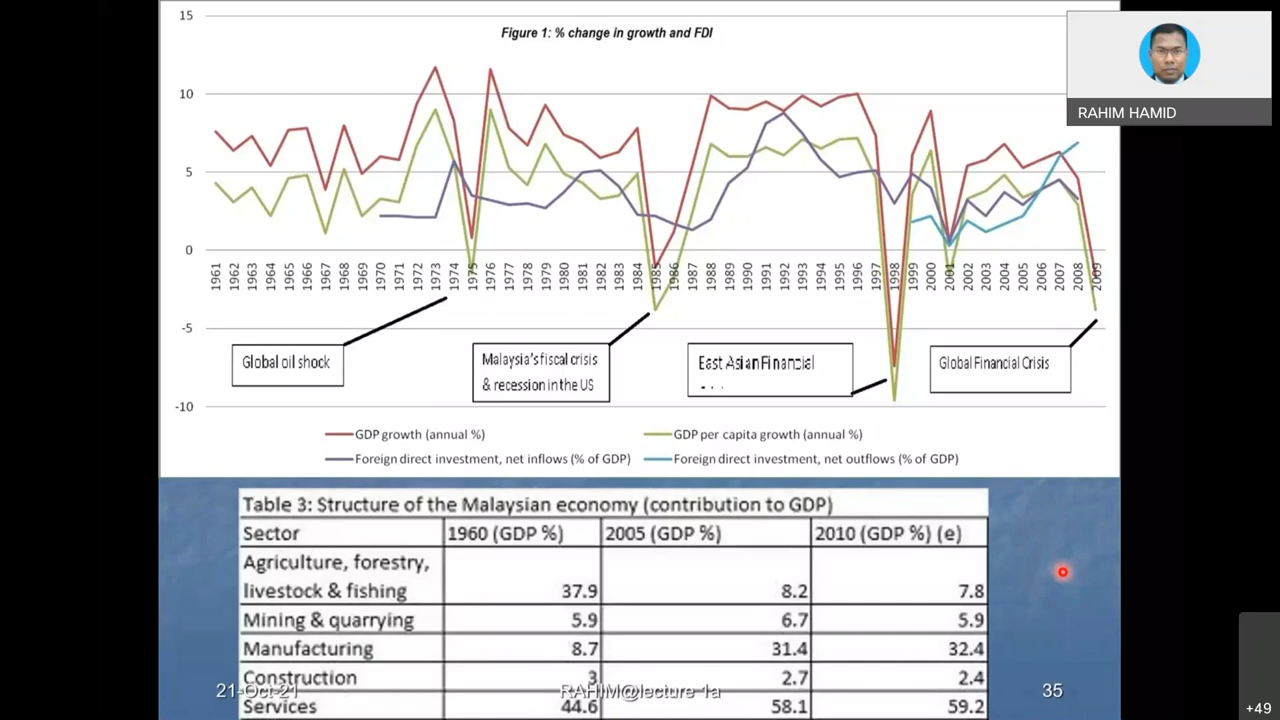 15
Figure 1: % change in growth and FDI
RAHIM HAMID
10
5
0
1961 1962 1963 1964 1965 1966 1967 1968 1969 1970 1971 1972 1973 1974 1975 1976 1977 1978 1979 1980 1981 1982 1983 1984 1985 1986 1987 1988 1989 1990 1991 1992 1993 1994 1995 1996 1997 1998 1999 2000 2001 2002 2003 2004 2005 2006 2007 2008 2009
-5
Global oil shock
Malaysia's fiscal crisis
& recession in the US
East Asian Financial
Global Financial Crisis
-10
GDP growth (annual %) GDP per capita growth (annual %)
Foreign direct investment, net inflows (% of GDP) Foreign direct investment, net outflows (% of GDP)
Table 3: Structure of the Malaysian economy (contribution to GDP)
Sector 1960 (GDP %) 2005 (GDP %) 2010 (GDP %) (e)
Agriculture, forestry,
livestock & fishing 37.9 8.2 7.8
Mining & quarrying 5.9 6.7 5.9
Manufacturing 8.7 31.4 32.4
Construction 3 2.7 2.4
21-Oct-21 RAHIM@lecture 1a 35
Services 44.6 58.1 59.2
+49